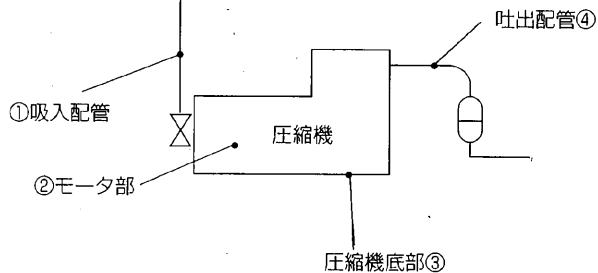 吐出配管④
①吸入配管
圧縮機
②モータ部
圧縮機底部③